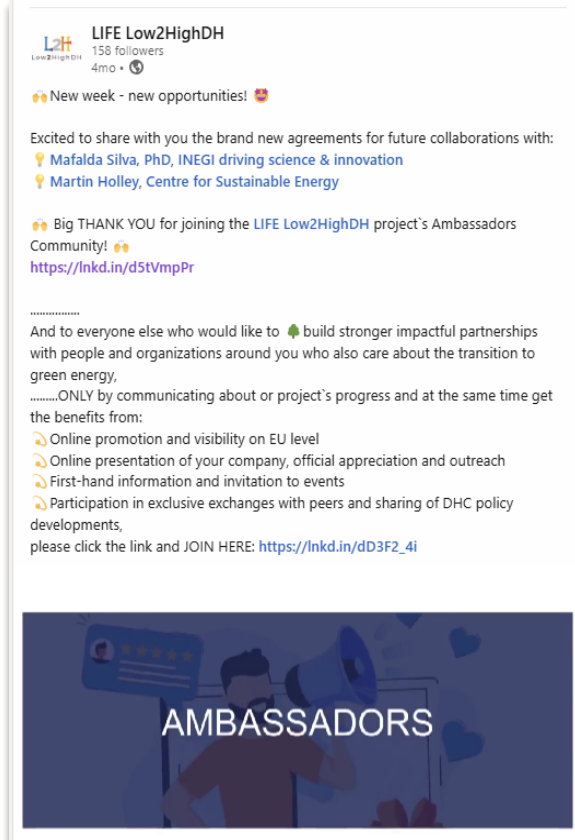 L2H
Low2HighDH
LIFE Low2HighDH
158 followers
4mo •
🙌 New week - new opportunities! 🤩
Excited to share with you the brand new agreements for future collaborations with:
💡 Mafalda Silva, PhD, INEGI driving science & innovation
💡 Martin Holley, Centre for Sustainable Energy
🙌 Big THANK YOU for joining the LIFE Low2HighDH project`s Ambassadors
Community! 🙌
https://lnkd.in/d5tVmpPr
................
And to everyone else who would like to 🌳 build stronger impactful partnerships
with people and organizations around you who also care about the transition to
green energy,
.........ONLY by communicating about or project`s progress and at the same time get
the benefits from:
💫 Online promotion and visibility on EU level
💫 Online presentation of your company, official appreciation and outreach
💫 First-hand information and invitation to events
💫 Participation in exclusive exchanges with peers and sharing of DHC policy
developments,
please click the link and JOIN HERE: https://lnkd.in/dD3F2_4i
AMBASSADORS